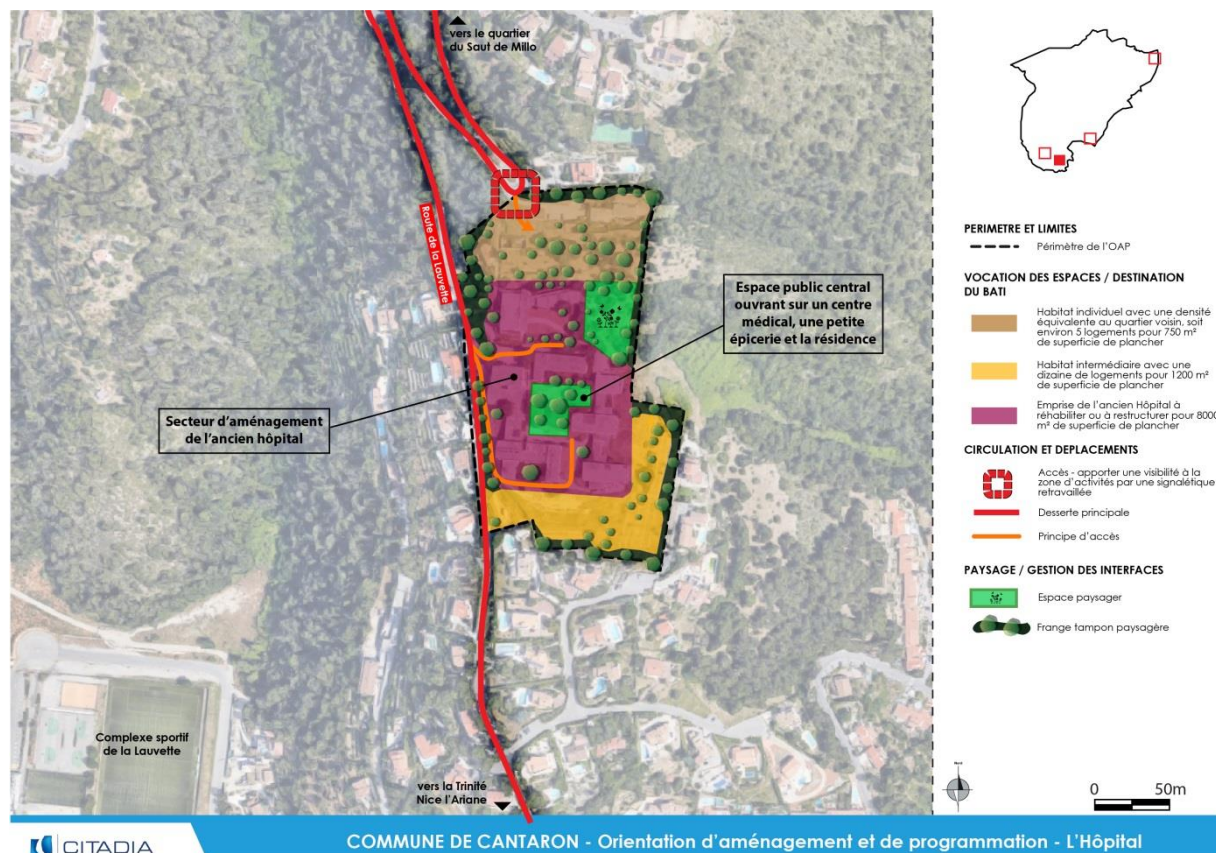 vers le quartier
du Saut de Millo
Route de la Lauvette
Espace public central
ouvrant sur un centre
médical, une petite
épicerie et la résidence
Secteur d'aménagement
de l'ancien hôpital
Complexe sportif
de la Lauvette
vers la Trinité
Nice l'Ariane
PERIMETRE ET LIMITES
Périmètre de l'OAP
VOCATION DES ESPACES / DESTINATION
DU BATI
Habitat individuel avec une densité
équivalente au quartier voisin, soit
environ 5 logements pour 750 m²
de superficie de plancher
Habitat intermédiaire avec une
dizaine de logements pour 1200 m²
de superficie de plancher
Emprise de l'ancien Hôpital à
réhabiliter ou à restructurer pour 8000
m² de superficie de plancher
CIRCULATION ET DEPLACEMENTS
Accès - apporter une visibilité à la
zone d'activités par une signalétique
retravaillée
Desserte principale
Principe d'accès
PAYSAGE / GESTION DES INTERFACES
Espace paysager
Frange tampon paysagère
0 50m
CITADIA
COMMUNE DE CANTARON - Orientation d'aménagement et de programmation - L'Hôpital